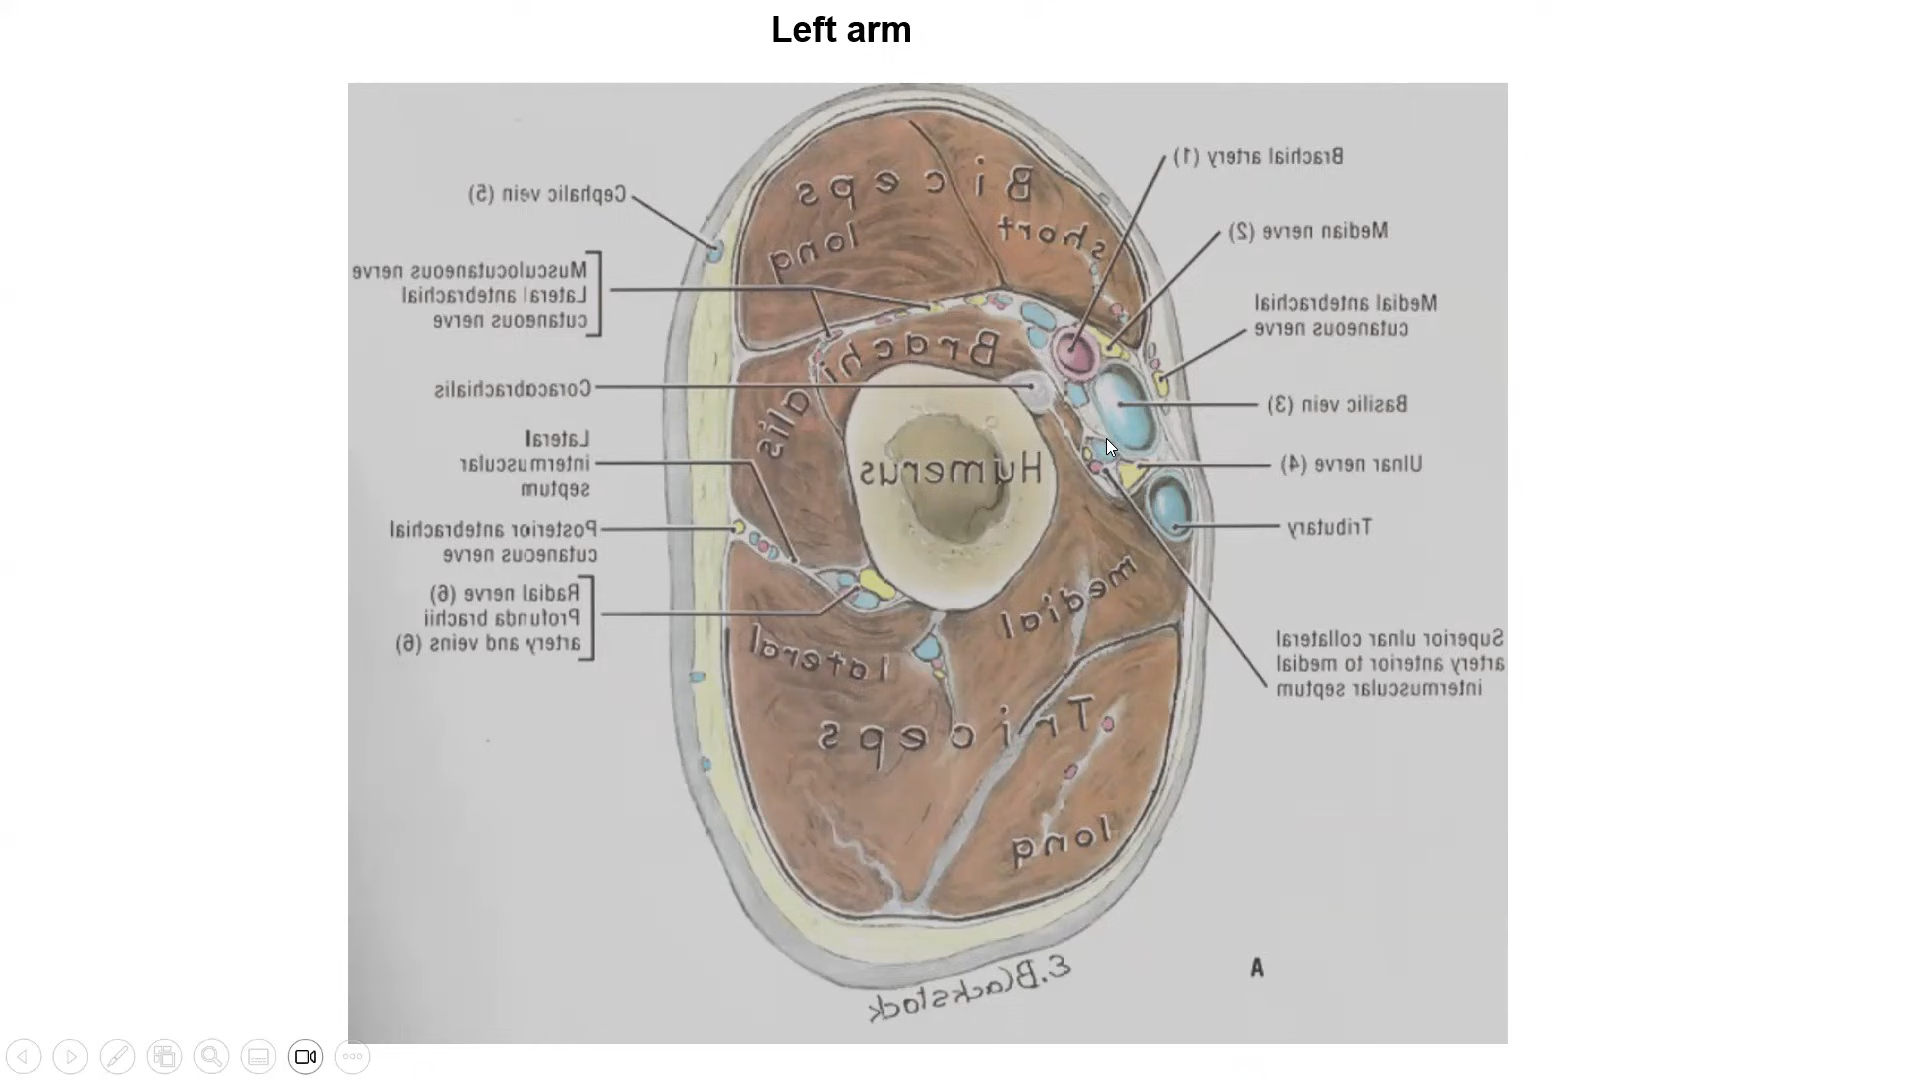 Left arm
Brachial artery (1)
Cephalic vein (5)
Median nerve (2)
Musculocutaneous nerve
Lateral antebrachial
cutaneous nerve
Medial antebrachial
cutaneous nerve
Coracobrachialis
Basilic vein (3)
Lateral
intermuscular
septum
Ulnar nerve (4)
Posterior antebrachial
cutaneous nerve
Tributary
Radial nerve (6)
Profunda brachii
artery and veins (6)
Superior ulnar collateral
artery anterior to medial
intermuscular septum
Biceps
short
long
Brachialis
Humerus
medial
lateral
Triceps
long
E.Blackstock
A